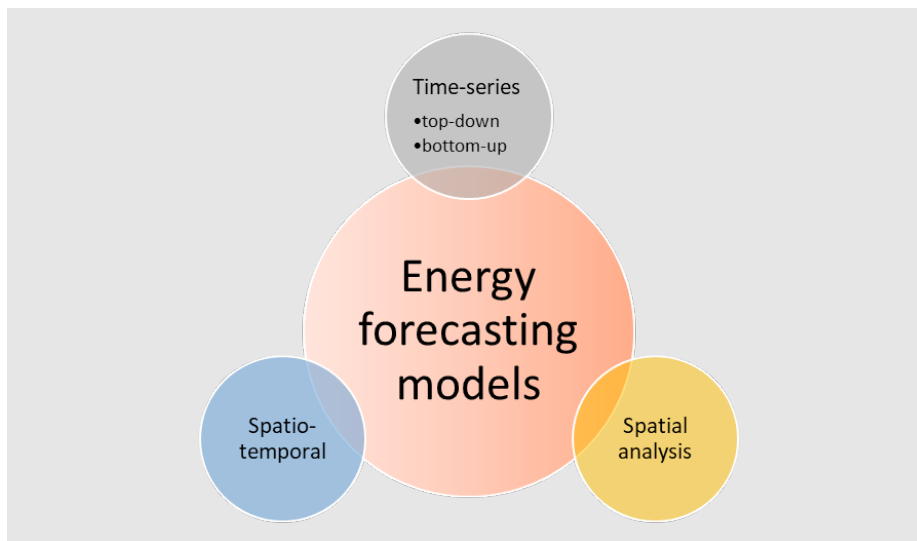 Time-series
•top-down
•bottom-up
Energy
forecasting
models
Spatio-
temporal
Spatial
analysis